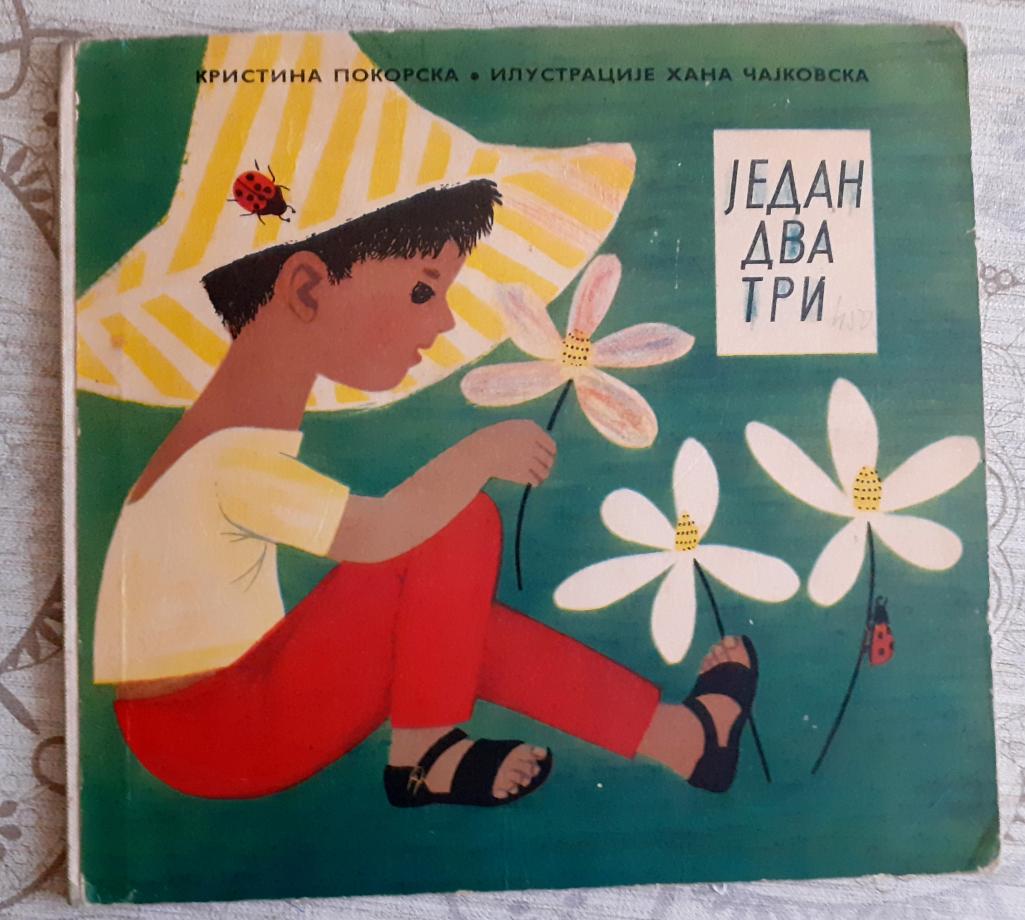 КРИСТИНА ПОКОРСКА • ИЛУСТРАЦИЈЕ ХАНА ЧАЈКОВСКА
ЈЕДАН
ДВА
ТРИ